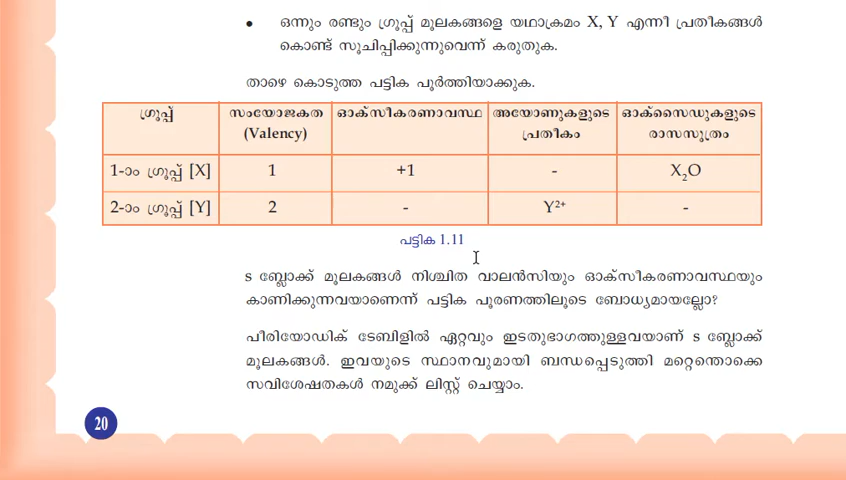 • ഒന്നും രണ്ടും ഗ്രൂപ്പ് മൂലകങ്ങളെ യഥാക്രമം X, Y എന്നീ പ്രതീകങ്ങൾ
കൊണ്ട് സൂചിപ്പിക്കുന്നുവെന്ന് കരുതുക.
താഴെ കൊടുത്ത പട്ടിക പൂർത്തിയാക്കുക.
ഗ്രൂപ്പ് സംയോജകത ഓക്സീകരണാവസ്ഥ അയോണുകളുടെ ഓക്സൈഡുകളുടെ
(Valency) പ്രതീകം രാസസൂത്രം
1-ാം ഗ്രൂപ്പ് [X] 1 +1 - X₂O
2-ാം ഗ്രൂപ്പ് [Y] 2 - Y²⁺ -
പട്ടിക 1.11
s ബ്ലോക്ക് മൂലകങ്ങൾ നിശ്ചിത വാലൻസിയും ഓക്സീകരണാവസ്ഥയും
കാണിക്കുന്നവയാണെന്ന് പട്ടിക പൂരണത്തിലൂടെ ബോധ്യമായല്ലോ?
പീരിയോഡിക് ടേബിളിൽ ഏറ്റവും ഇടതുഭാഗത്തുള്ളവയാണ് s ബ്ലോക്ക്
മൂലകങ്ങൾ. ഇവയുടെ സ്ഥാനവുമായി ബന്ധപ്പെടുത്തി മറ്റെന്തൊക്കെ
സവിശേഷതകൾ നമുക്ക് ലിസ്റ്റ് ചെയ്യാം.
20